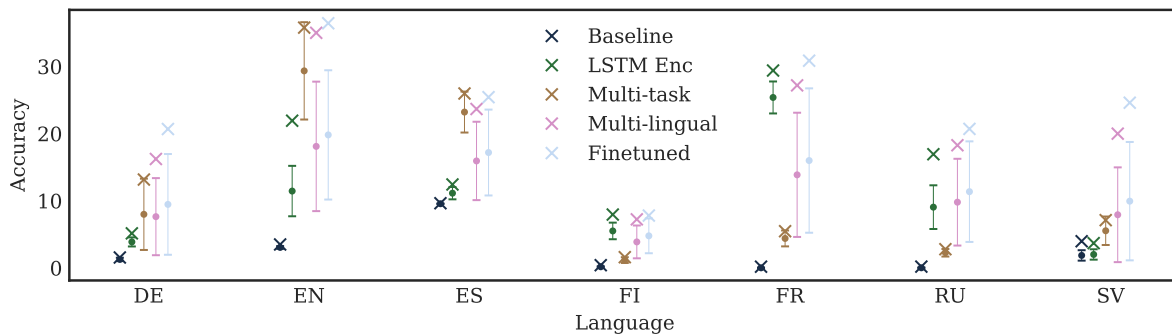 Accuracy
30
20
10
0
Baseline
LSTM Enc
Multi-task
Multi-lingual
Finetuned
DE EN ES FI FR RU SV
Language